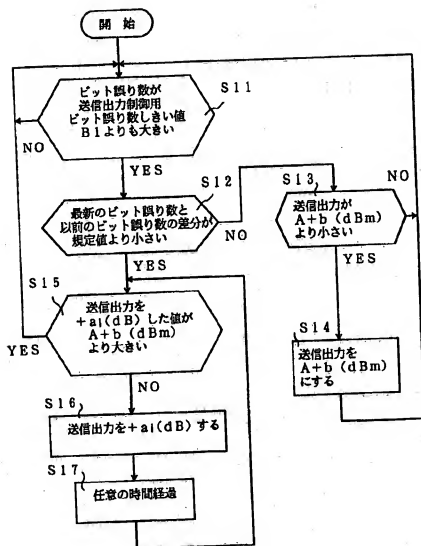 開始
ビット誤り数が
送信出力制御用
ビット誤り数しきい値
B1よりも大きい
S11
NO
YES
最新のビット誤り数と
以前のビット誤り数の差分が
規定値より小さい
S12
NO
YES
S13
送信出力が
A+b (dBm)
より小さい
NO
YES
S14
送信出力を
A+b (dBm)
にする
S15
送信出力を
+ai(dB)した値が
A+b (dBm)
より大きい
YES
NO
S16
送信出力を+ai(dB)する
S17
任意の時間経過